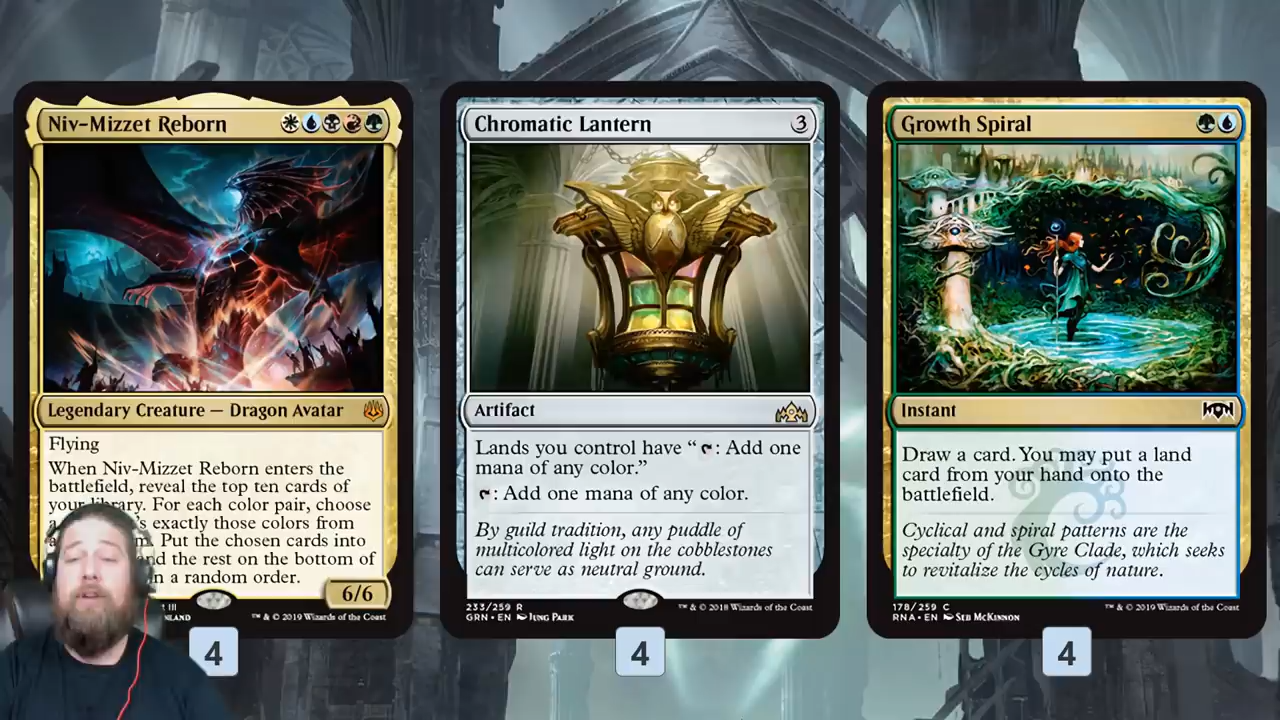 Niv-Mizzet Reborn
Legendary Creature — Dragon Avatar
Flying
When Niv-Mizzet Reborn enters the
battlefield, reveal the top ten cards of
your library. For each color pair, choose
a 's exactly those colors from
Put the chosen cards into
nd the rest on the bottom of
n a random order.
6/6
™ & © 2019 Wizards of the Coast
4
Chromatic Lantern 3
Artifact
Lands you control have “ : Add one
mana of any color.”
: Add one mana of any color.
By guild tradition, any puddle of
multicolored light on the cobblestones
can serve as neutral ground.
233/259 R
GRN • EN Jung Park
™ & © 2018 Wizards of the Coast
4
Growth Spiral
Instant
Draw a card. You may put a land
card from your hand onto the
battlefield.
Cyclical and spiral patterns are the
specialty of the Gyre Clade, which seeks
to revitalize the cycles of nature.
178/259 C
RNA • EN Seb McKinnon
™ & © 2019 Wizards of the Coast
4